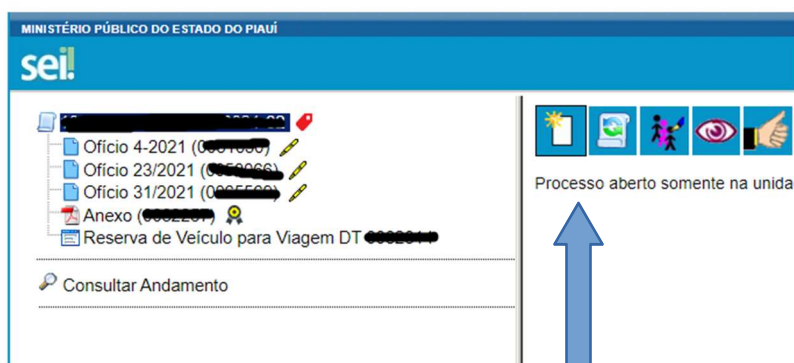 MINISTÉRIO PÚBLICO DO ESTADO DO PIAUÍ
sei!
Ofício 4-2021
Ofício 23/2021
Ofício 31/2021
Anexo
Reserva de Veículo para Viagem DT
Consultar Andamento
Processo aberto somente na unida